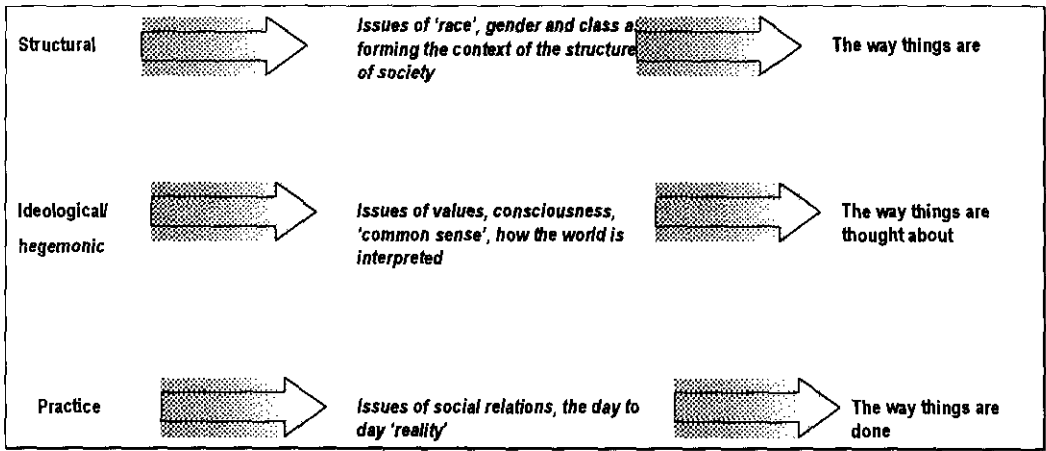 Structural
Issues of 'race', gender and class a
forming the context of the structure
of society
The way things are
Ideological/
hegemonic
Issues of values, consciousness,
'common sense', how the world is
interpreted
The way things are
thought about
Practice
Issues of social relations, the day to
day 'reality'
The way things are
done